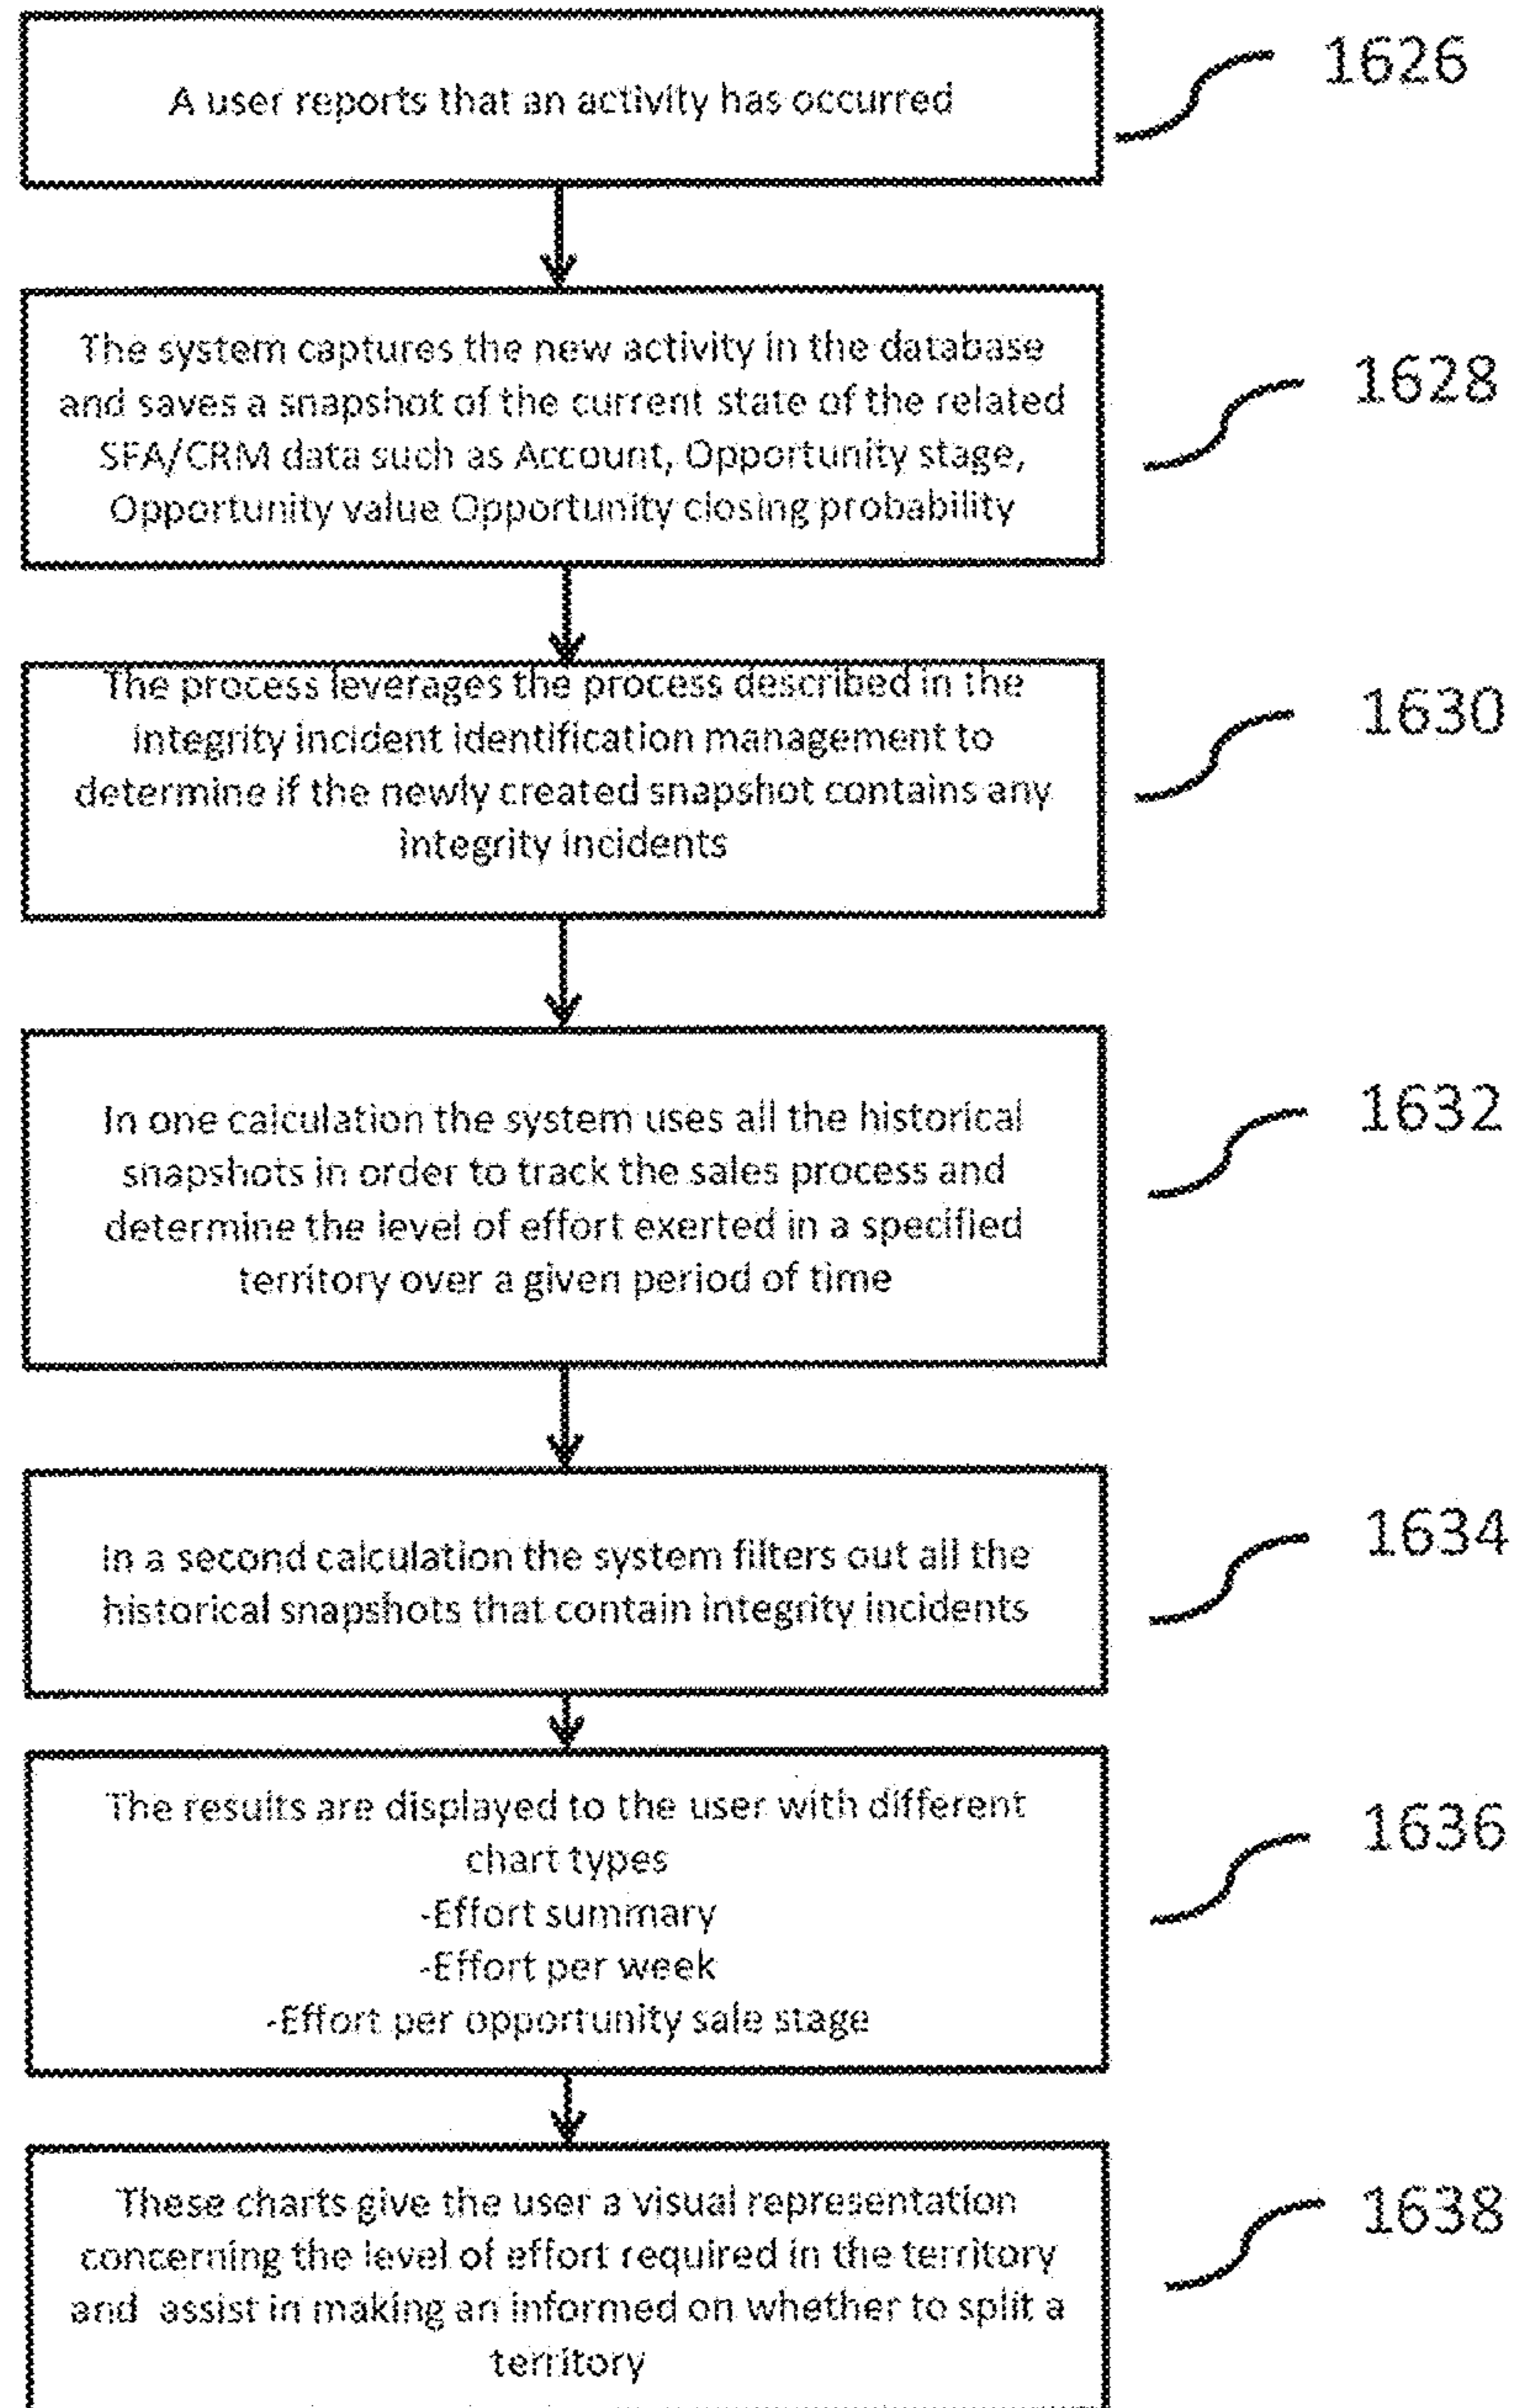 A user reports that an activity has occurred
1626
The system captures the new activity in the database
and saves a snapshot of the current state of the related
SFA/CRM data such as Account, Opportunity stage,
Opportunity value Opportunity closing probability
1628
The process leverages the process described in the
integrity incident identification management to
determine if the newly created snapshot contains any
integrity incidents
1630
In one calculation the system uses all the historical
snapshots in order to track the sales process and
determine the level of effort exerted in a specified
territory over a given period of time
1632
In a second calculation the system filters out all the
historical snapshots that contain integrity incidents
1634
The results are displayed to the user with different
chart types
-Effort summary
-Effort per week
-Effort per opportunity sale stage
1636
These charts give the user a visual representation
concerning the level of effort required in the territory
and assist in making an informed on whether to split a
territory
1638